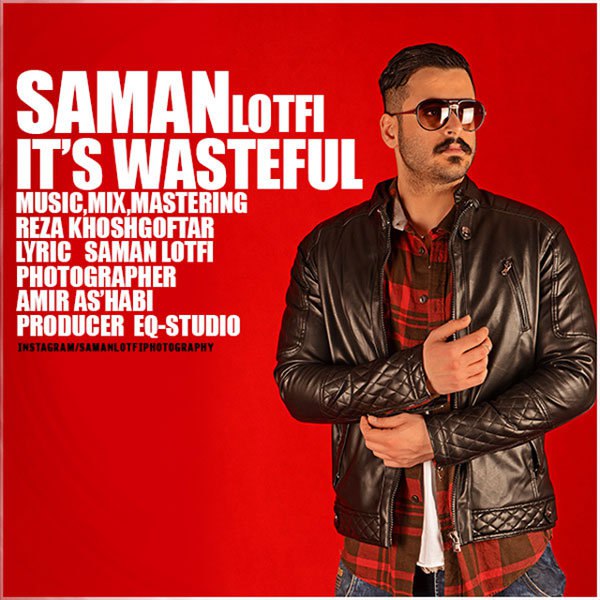 SAMAN LOTFI
IT'S WASTEFUL
MUSIC,MIX,MASTERING
REZA KHOSHGOFTAR
LYRIC SAMAN LOTFI
PHOTOGRAPHER
AMIR AS'HABI
PRODUCER EQ-STUDIO
INSTAGRAM/SAMANLOTFIPHOTOGRAPHY